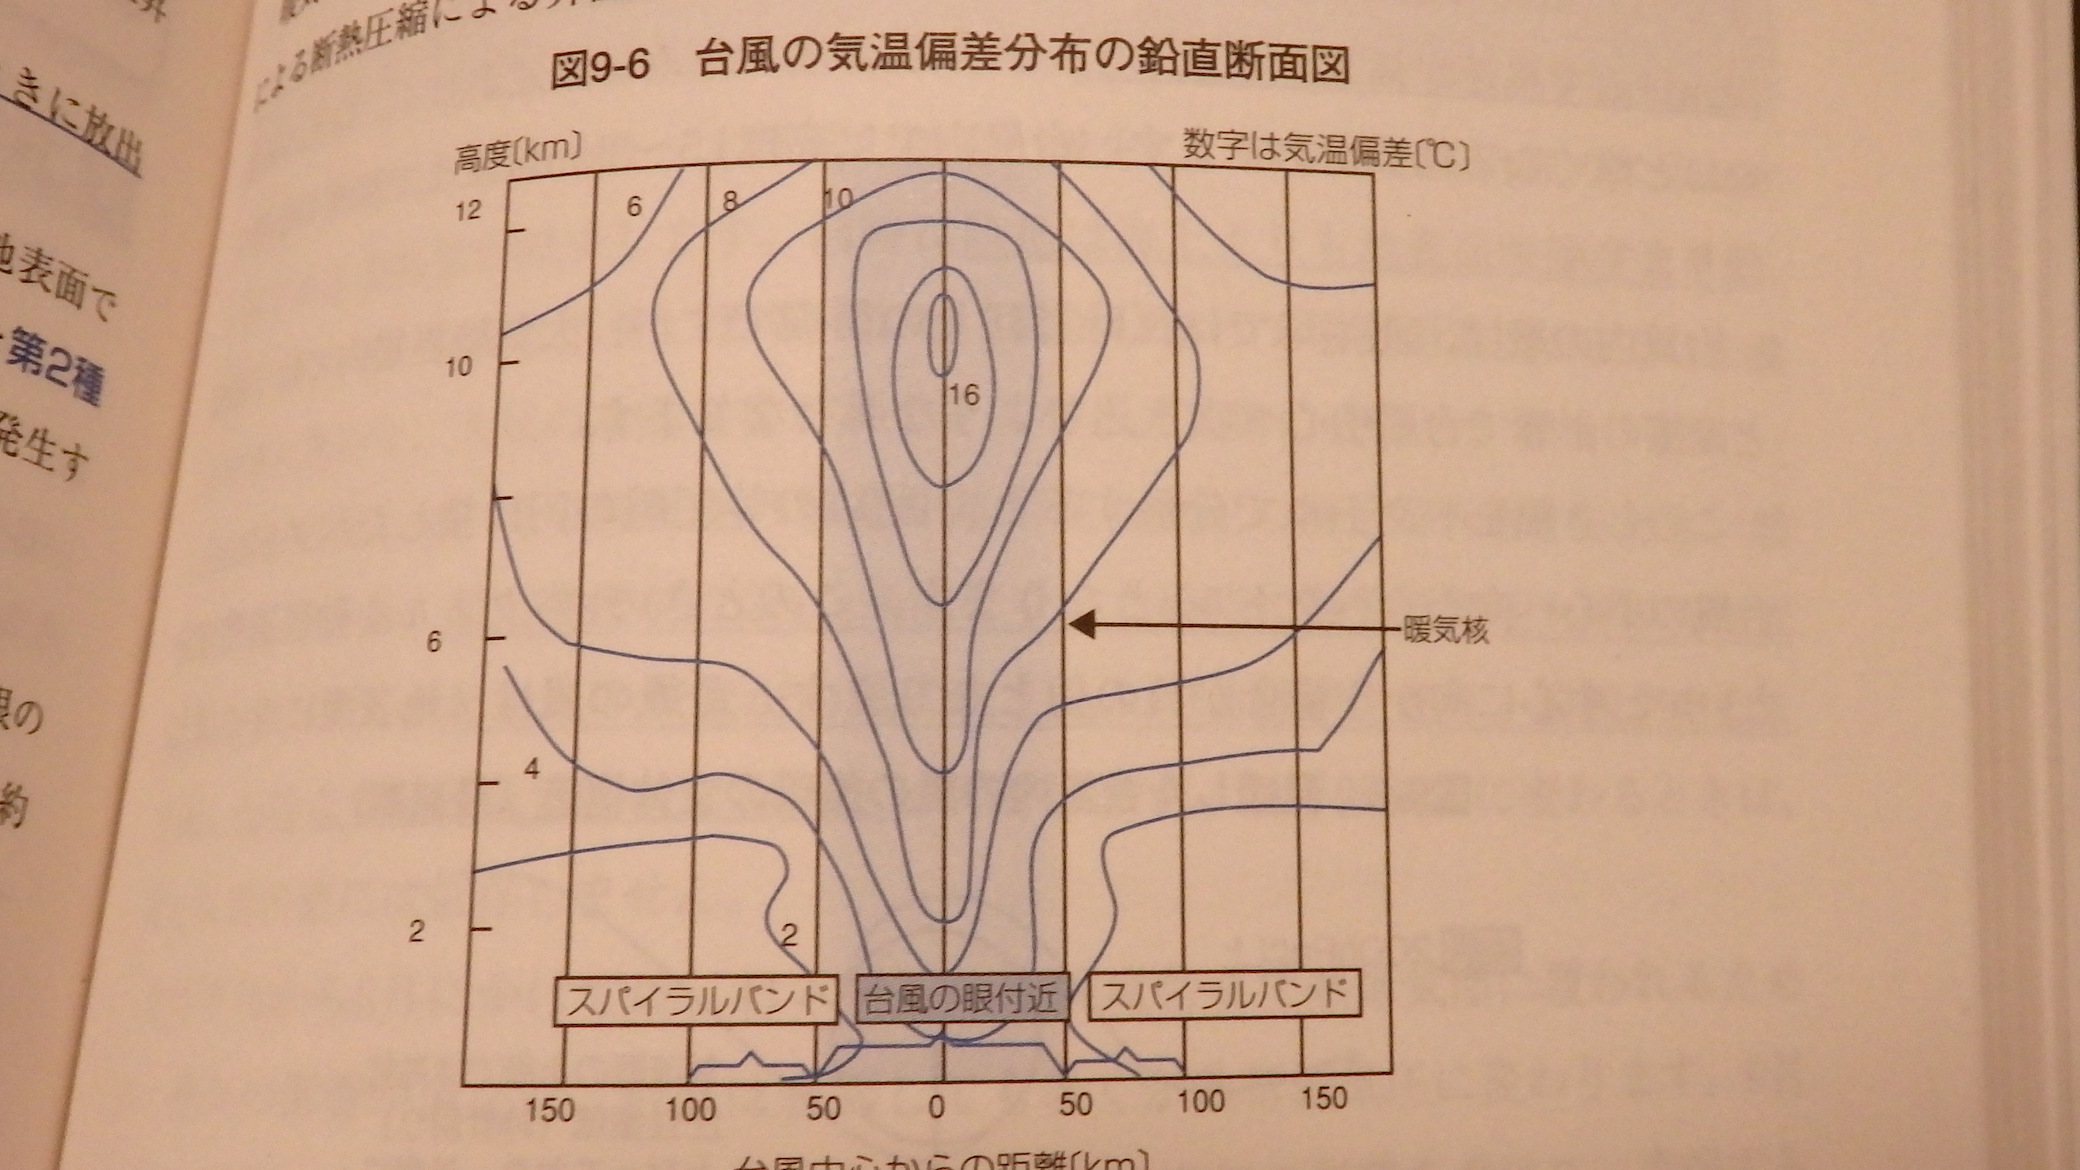 による断熱圧縮による
きに放出
地表面で
第2種
発生す
眼の
約
図9-6 台風の気温偏差分布の鉛直断面図
高度〔km〕
数字は気温偏差〔℃〕
12
6
8
10
10
16
6
暖気核
4
2
2
スパイラルバンド
台風の眼付近
スパイラルバンド
150 100 50 0 50 100 150
台風中心からの距離〔km〕